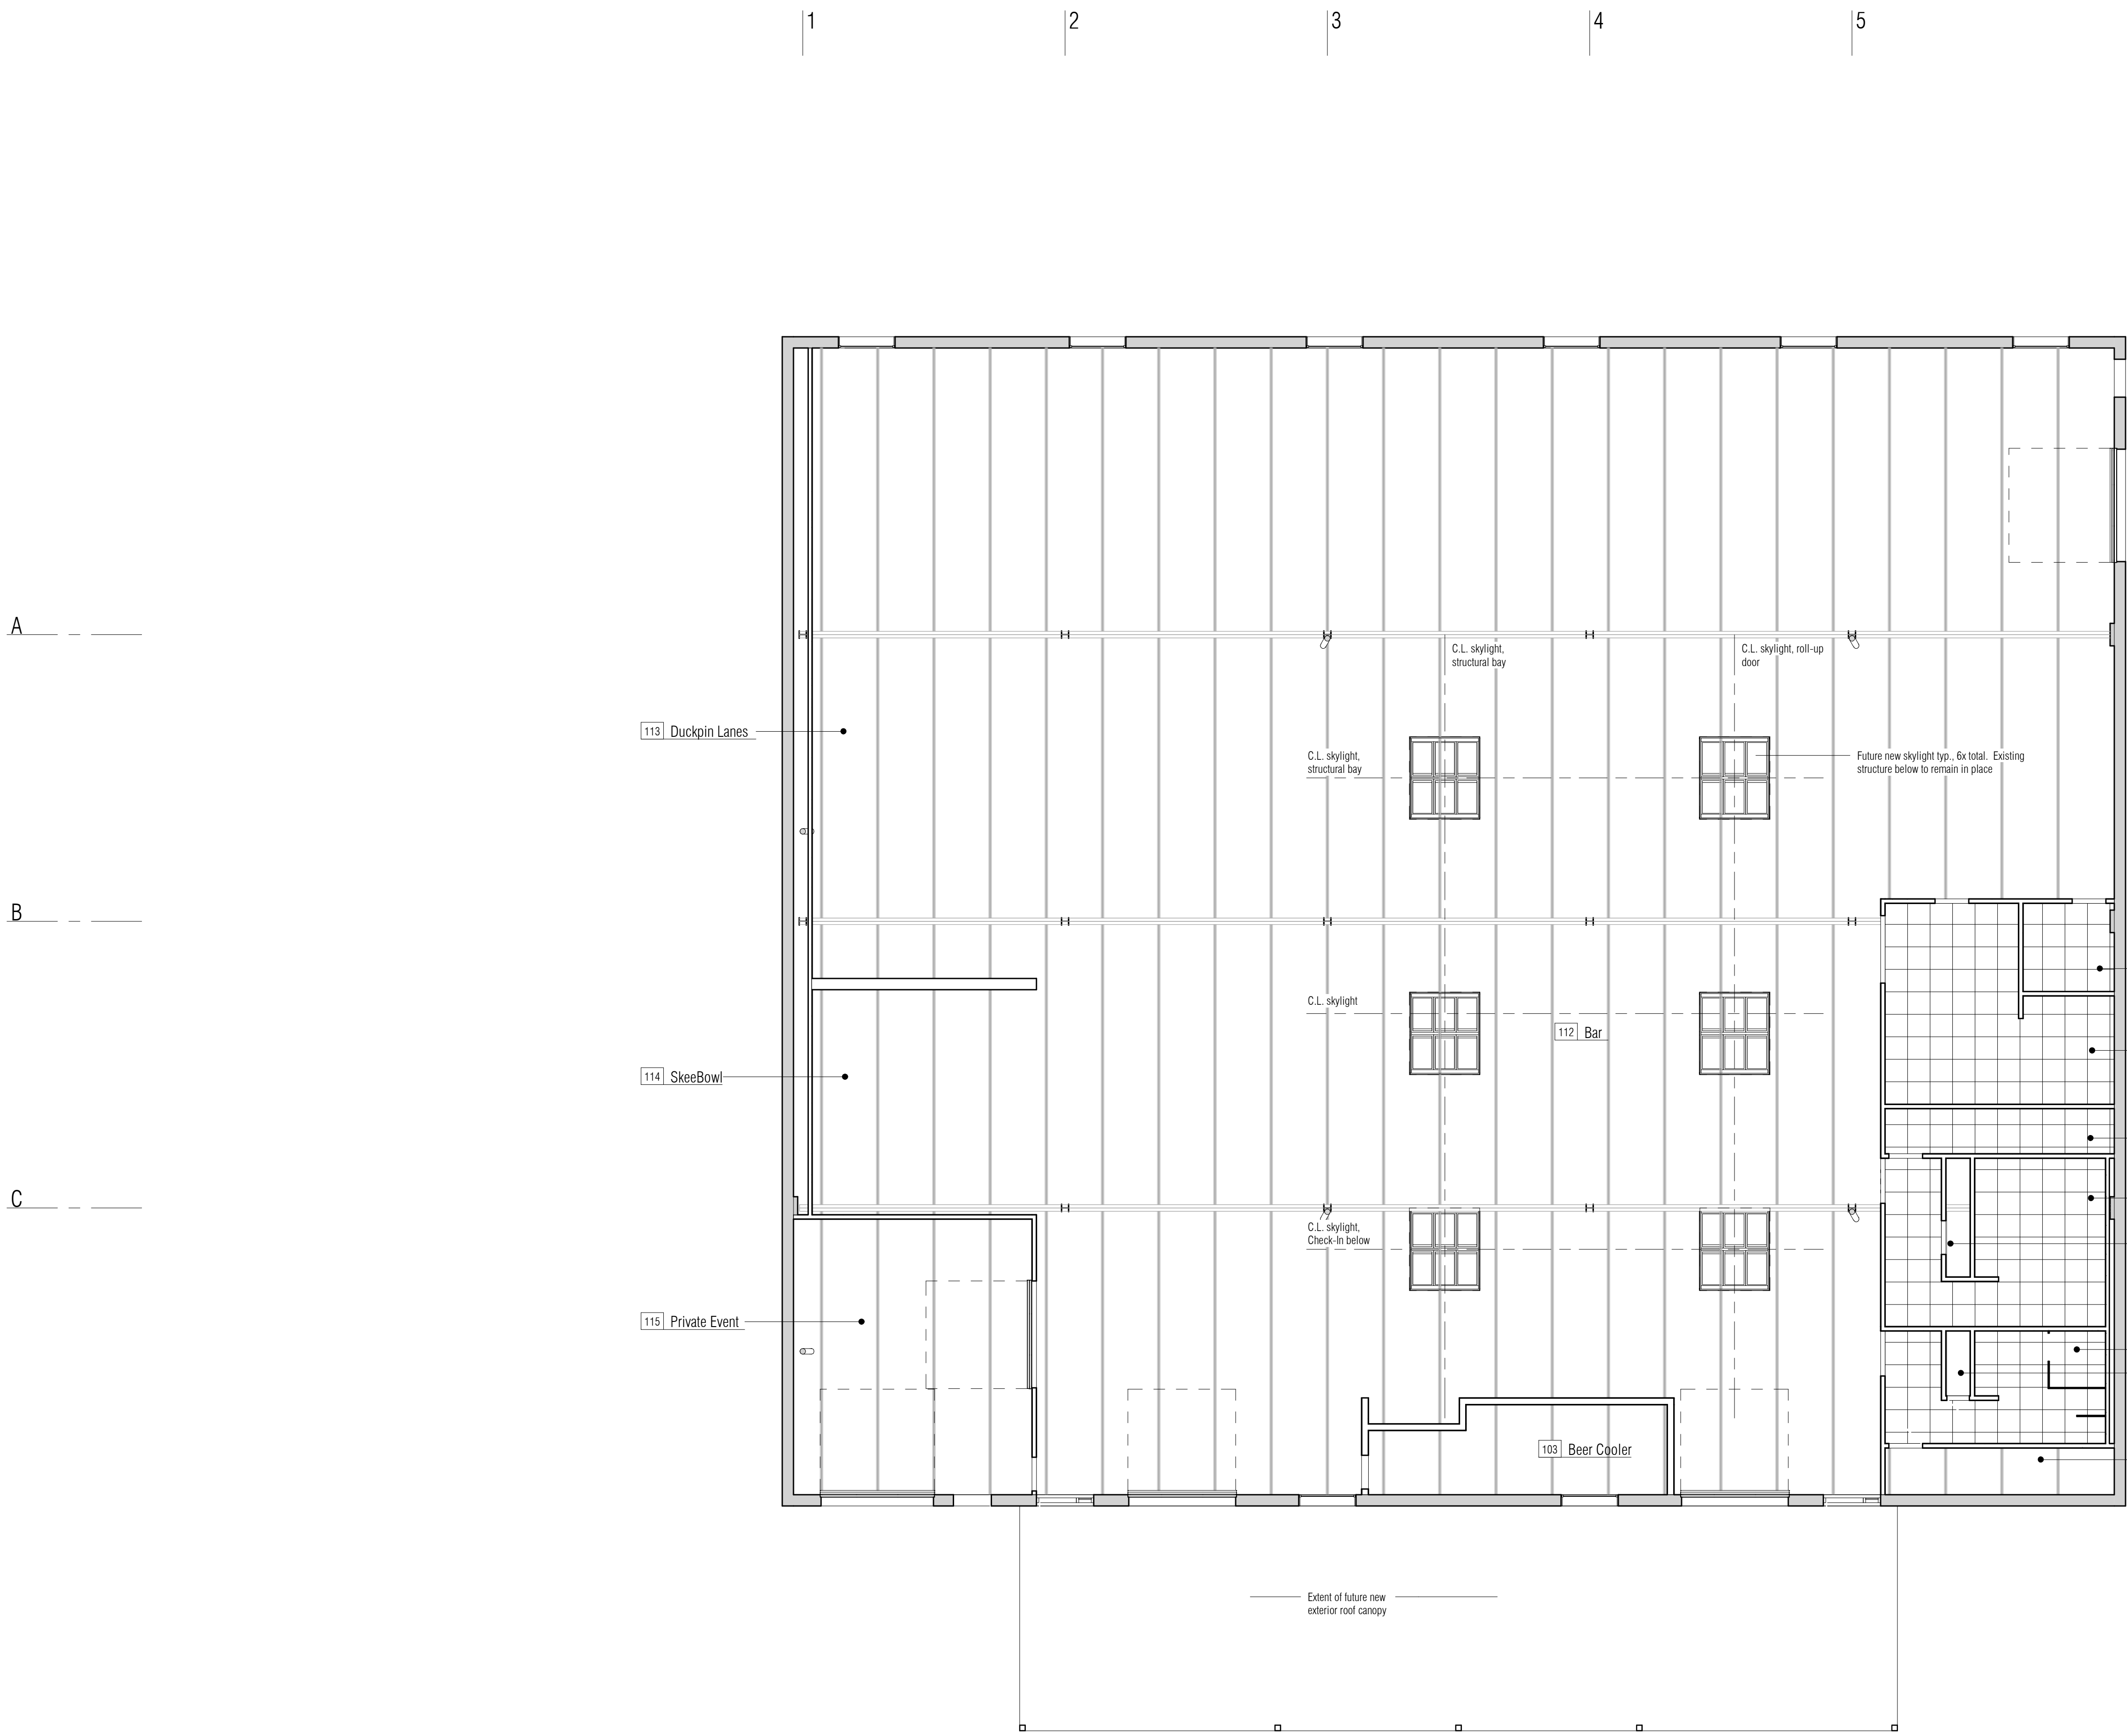 1
2
3
4
5
A
C.L. skylight,
structural bay
C.L. skylight, roll-up
door
113 Duckpin Lanes
C.L. skylight,
structural bay
Future new skylight typ., 6x total. Existing
structure below to remain in place
B
C.L. skylight
112 Bar
114 SkeeBowl
C
C.L. skylight,
Check-In below
115 Private Event
103 Beer Cooler
Extent of future new
exterior roof canopy